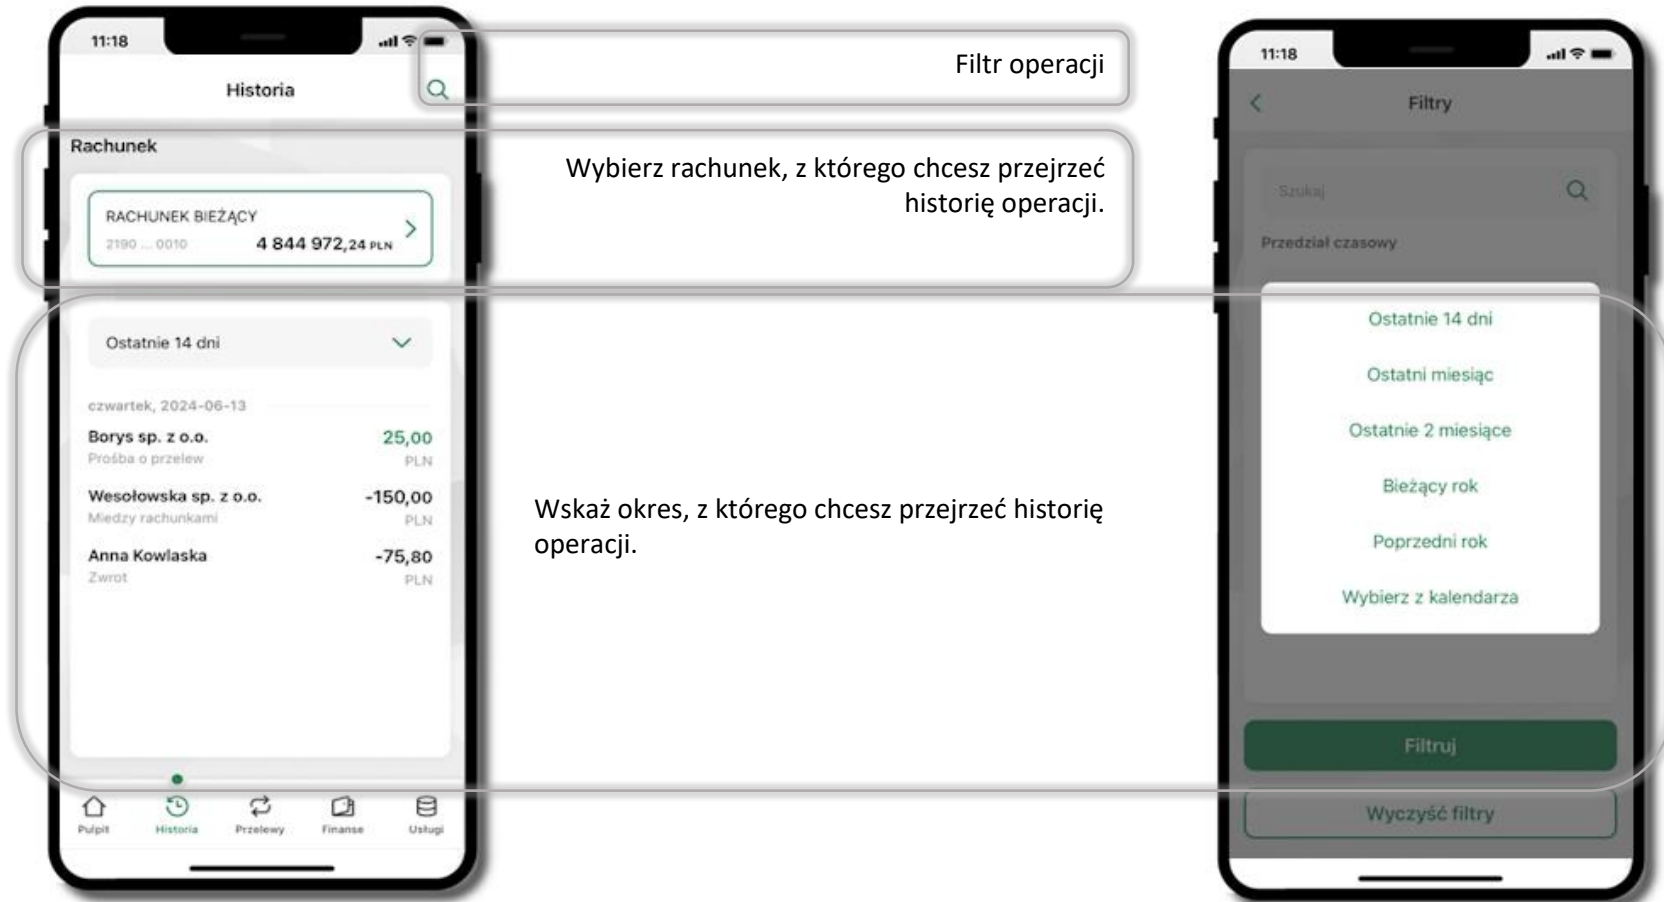 11:18
Historia
Rachunek
RACHUNEK BIEŻĄCY
2190 ... 0010 4 844 972,24 PLN
Ostatnie 14 dni
czwartek, 2024-06-13
Borys sp. z o.o. 25,00
Prośba o przelew PLN
Wesołowska sp. z o.o. -150,00
Miedzy rachunkami PLN
Anna Kowlaska -75,80
Zwrot PLN
Pulpit Historia Przelewy Finanse Usługi
Filtr operacji
Wybierz rachunek, z którego chcesz przejrzeć
historię operacji.
Wskaż okres, z którego chcesz przejrzeć historię
operacji.
11:18
Filtry
Szukaj
Przedział czasowy
Ostatnie 14 dni
Ostatni miesiąc
Ostatnie 2 miesiące
Bieżący rok
Poprzedni rok
Wybierz z kalendarza
Filtruj
Wyczyść filtry